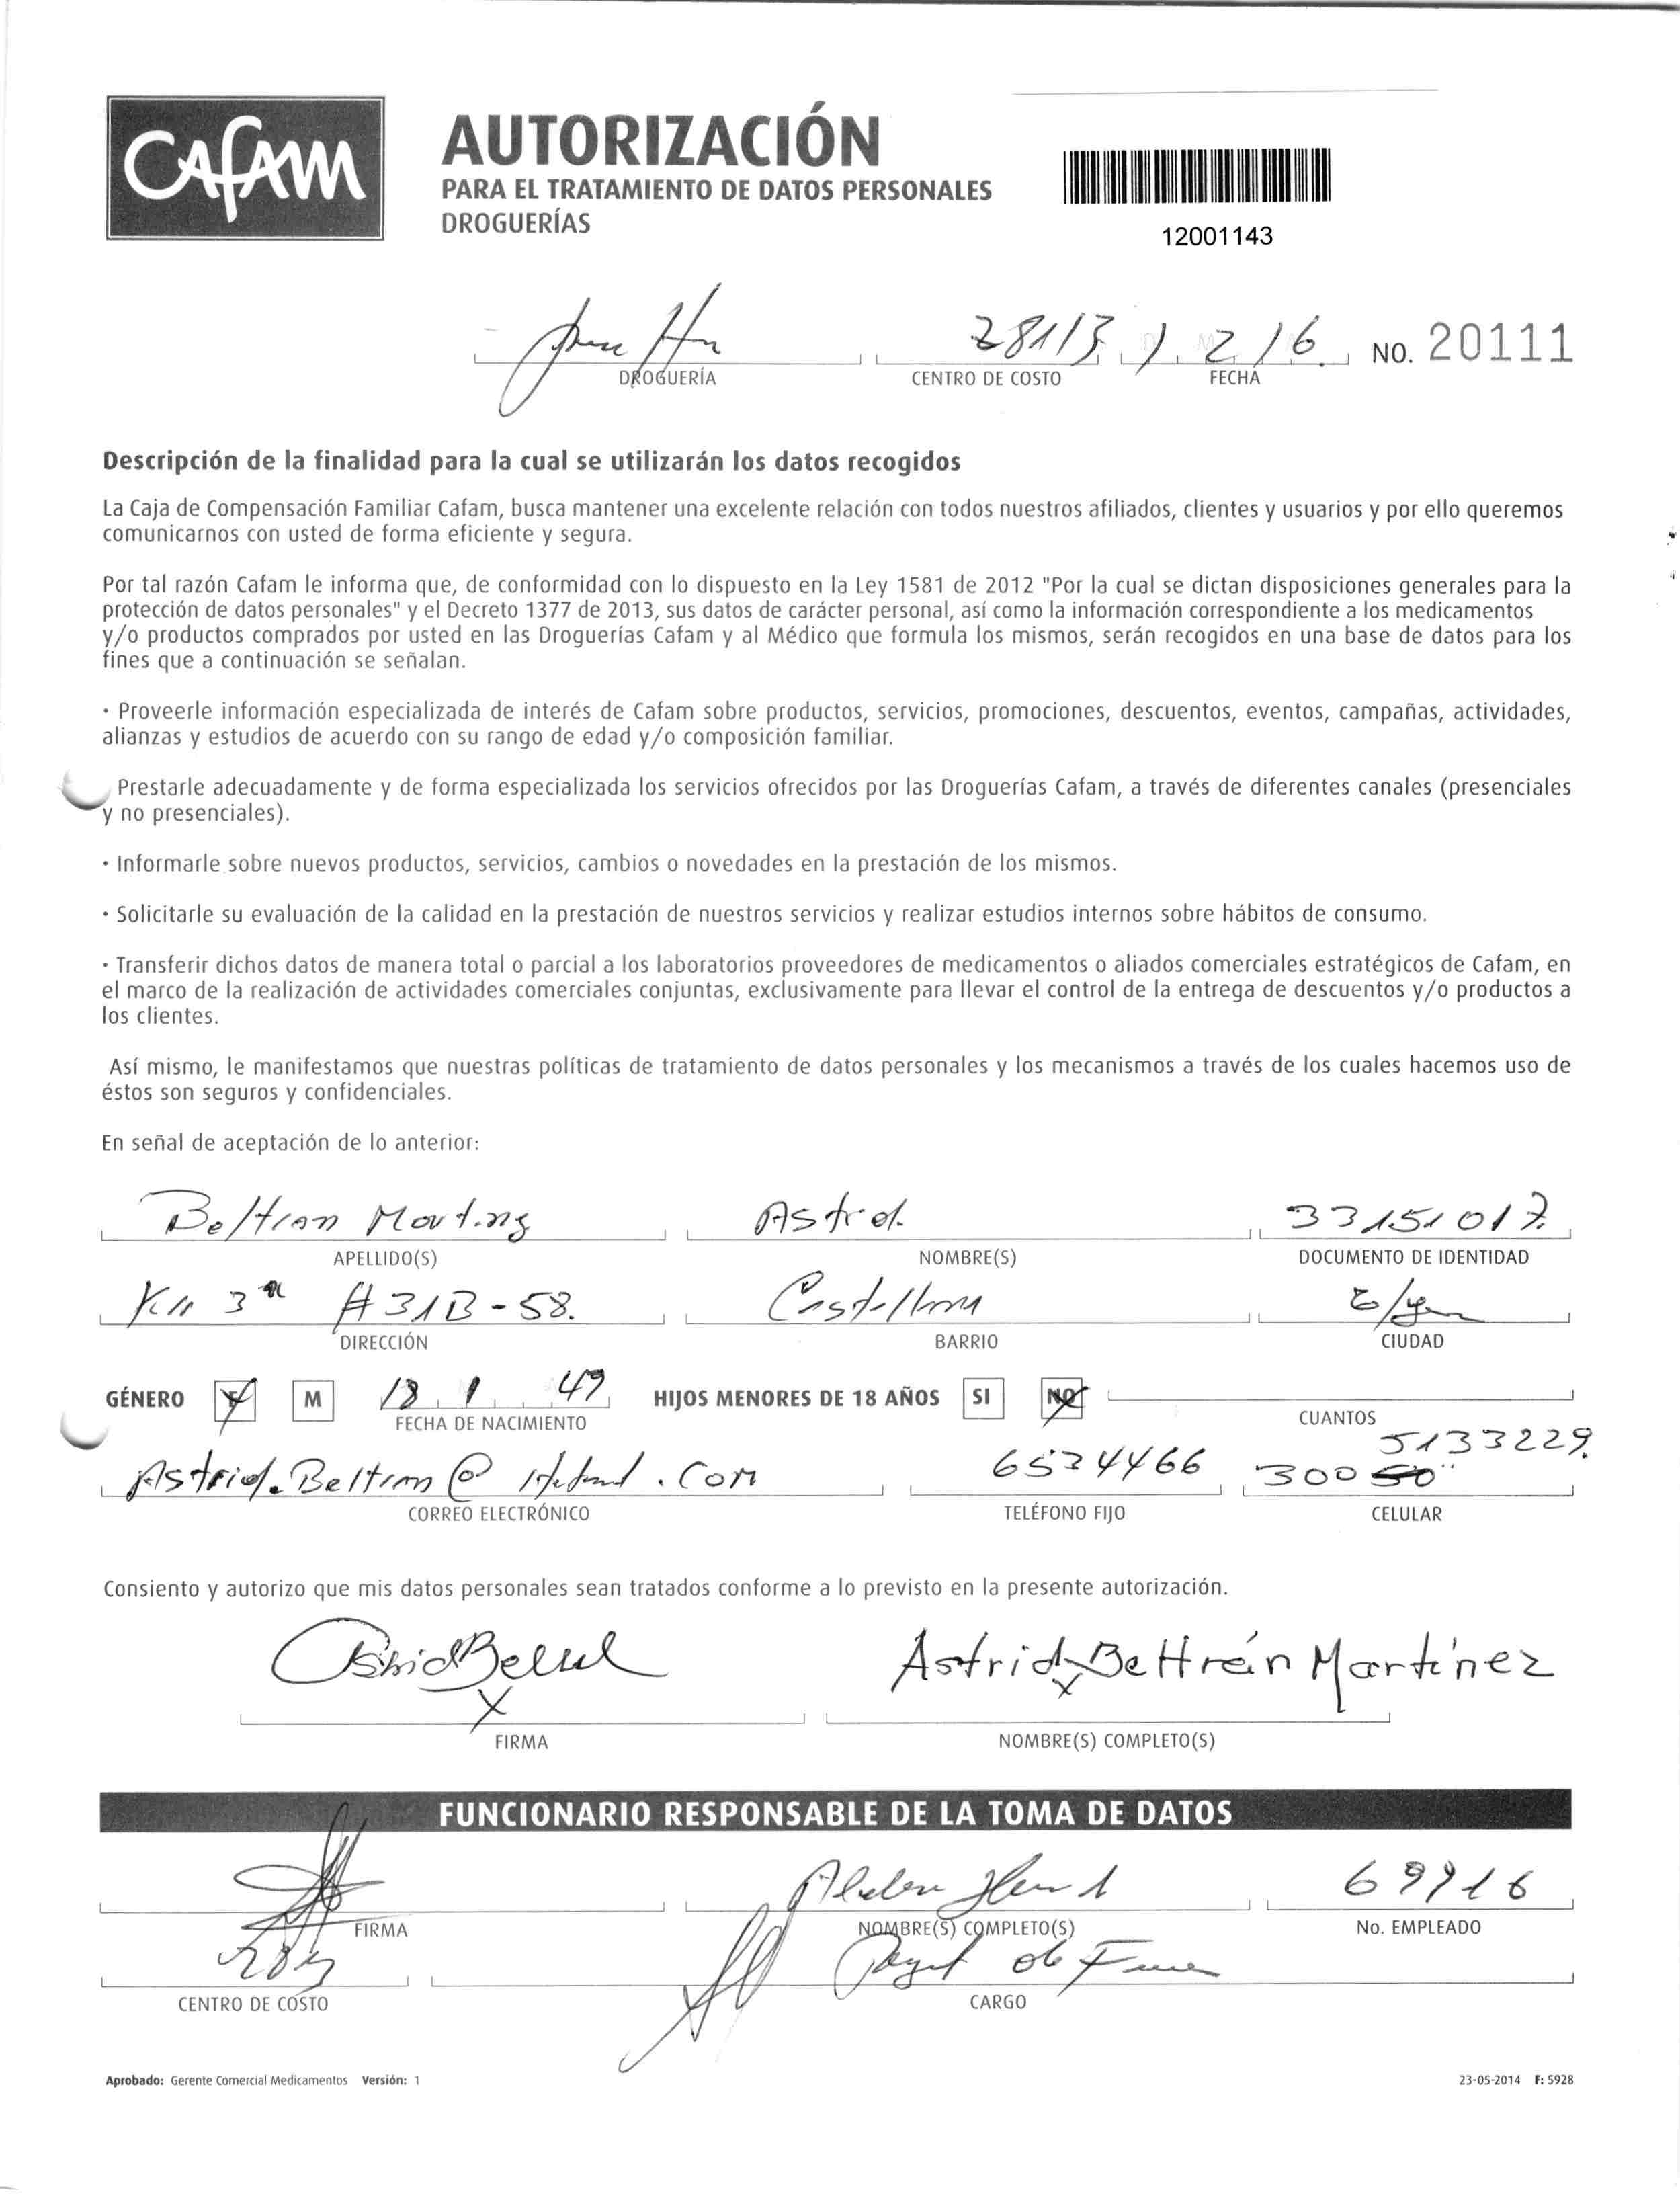 CAFAM
AUTORIZACIÓN
PARA EL TRATAMIENTO DE DATOS PERSONALES
DROGUERÍAS
12001143
28113 1 2 16 NO. 20111
DROGUERÍA CENTRO DE COSTO FECHA
Descripción de la finalidad para la cual se utilizarán los datos recogidos
La Caja de Compensación Familiar Cafam, busca mantener una excelente relación con todos nuestros afiliados, clientes y usuarios y por ello queremos
comunicarnos con usted de forma eficiente y segura.
Por tal razón Cafam le informa que, de conformidad con lo dispuesto en la Ley 1581 de 2012 "Por la cual se dictan disposiciones generales para la
protección de datos personales" y el Decreto 1377 de 2013, sus datos de carácter personal, así como la información correspondiente a los medicamentos
y/o productos comprados por usted en las Droguerías Cafam y al Médico que formula los mismos, serán recogidos en una base de datos para los
fines que a continuación se señalan.
· Proveerle información especializada de interés de Cafam sobre productos, servicios, promociones, descuentos, eventos, campañas, actividades,
alianzas y estudios de acuerdo con su rango de edad y/o composición familiar.
Prestarle adecuadamente y de forma especializada los servicios ofrecidos por las Droguerías Cafam, a través de diferentes canales (presenciales
y no presenciales).
· Informarle sobre nuevos productos, servicios, cambios o novedades en la prestación de los mismos.
· Solicitarle su evaluación de la calidad en la prestación de nuestros servicios y realizar estudios internos sobre hábitos de consumo.
· Transferir dichos datos de manera total o parcial a los laboratorios proveedores de medicamentos o aliados comerciales estratégicos de Cafam, en
el marco de la realización de actividades comerciales conjuntas, exclusivamente para llevar el control de la entrega de descuentos y/o productos a
los clientes.
Así mismo, le manifestamos que nuestras políticas de tratamiento de datos personales y los mecanismos a través de los cuales hacemos uso de
éstos son seguros y confidenciales.
En señal de aceptación de lo anterior:
Beltran Astrid 33151017
APELLIDO(S) NOMBRE(S) DOCUMENTO DE IDENTIDAD
# 31B - 58.
DIRECCIÓN BARRIO CIUDAD
GÉNERO F M 18 1 49 HIJOS MENORES DE 18 AÑOS SI NO
FECHA DE NACIMIENTO CUANTOS
5133229
Astrid.Beltran@ .Com 6534466 300
CORREO ELECTRÓNICO TELÉFONO FIJO CELULAR
Consiento y autorizo que mis datos personales sean tratados conforme a lo previsto en la presente autorización.
Astrid Beltrán Martínez
X X
FIRMA NOMBRE(S) COMPLETO(S)
FUNCIONARIO RESPONSABLE DE LA TOMA DE DATOS
FIRMA NOMBRE(S) COMPLETO(S) No. EMPLEADO
CENTRO DE COSTO CARGO
Aprobado: Gerente Comercial Medicamentos Versión: 1 23-05-2014 F: 5928